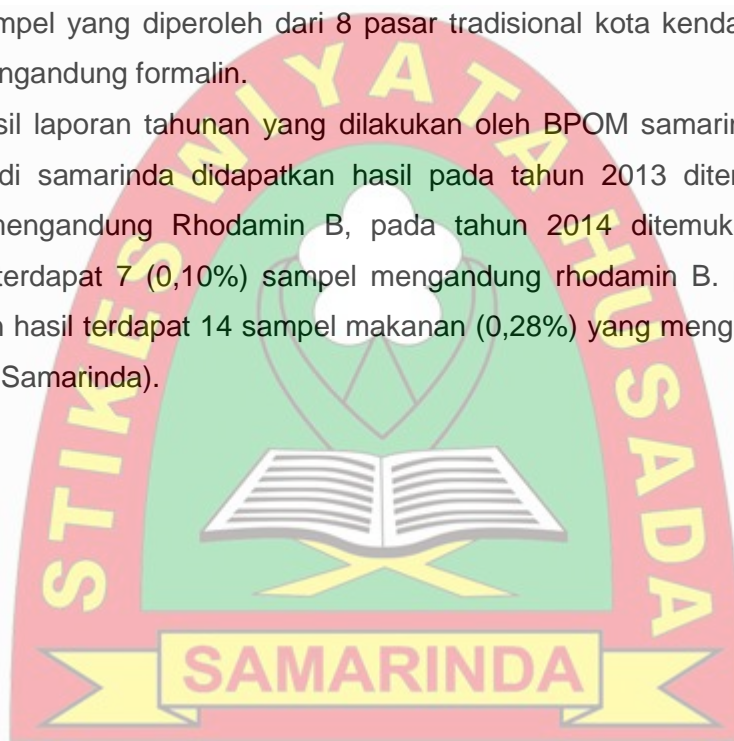 mpel yang diperoleh dari 8 pasar tradisional kota kenda
ngandung formalin.
sil laporan tahunan yang dilakukan oleh BPOM samarin
di samarinda didapatkan hasil pada tahun 2013 diter
mengandung Rhodamin B, pada tahun 2014 ditemuk
terdapat 7 (0,10%) sampel mengandung rhodamin B.
n hasil terdapat 14 sampel makanan (0,28%) yang meng
Samarinda).
STIKES WIYATA HUSADA
SAMARINDA